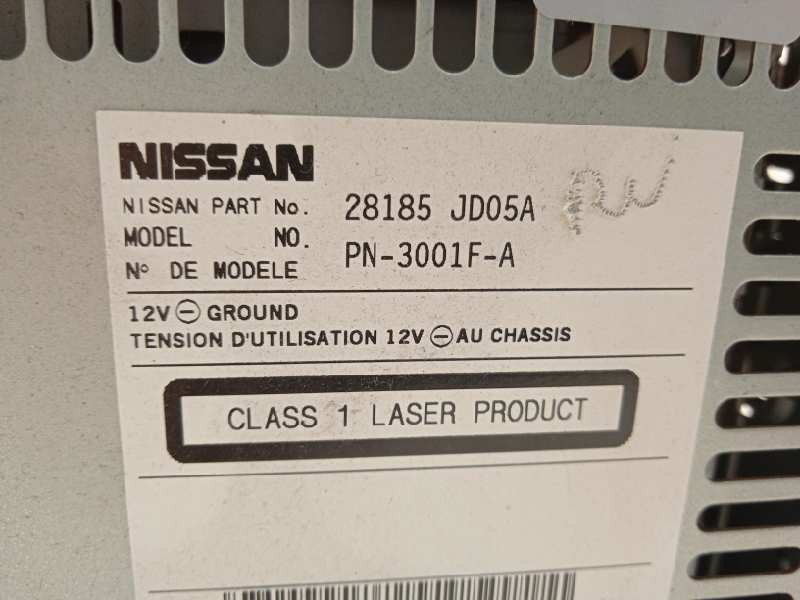 NISSAN
NISSAN PART No. 28185 JD05A
MODEL NO. PN-3001F-A
N° DE MODELE
12V ⊖ GROUND
TENSION D'UTILISATION 12V ⊖ AU CHASSIS
CLASS 1 LASER PRODUCT